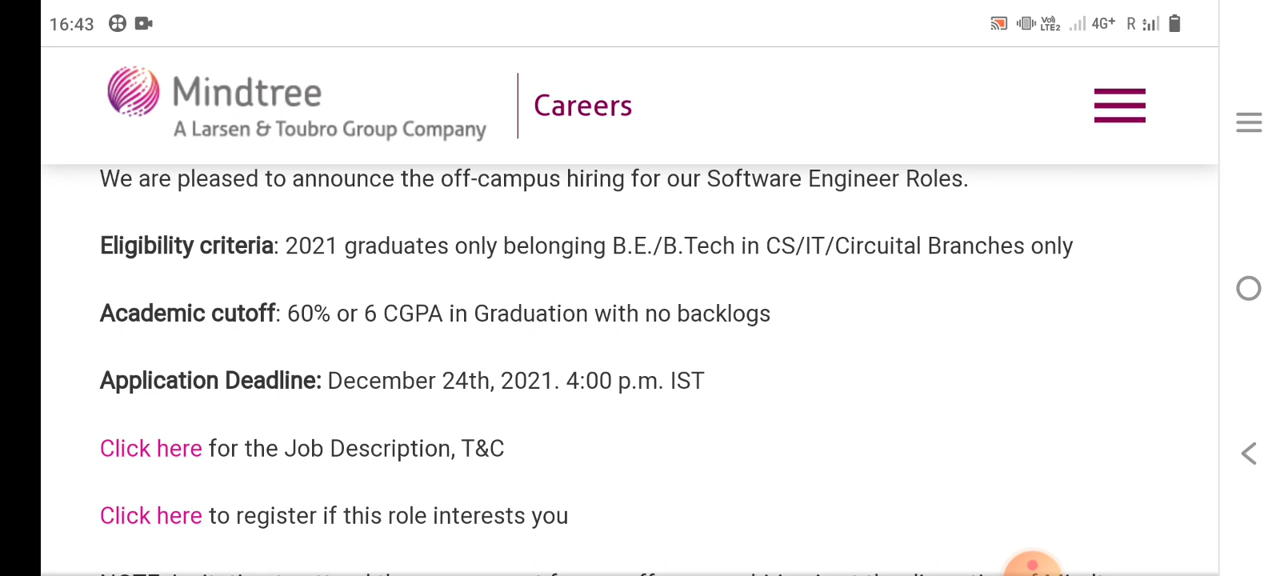 16:43 Vo) LTE2 4G+ R
Mindtree
A Larsen & Toubro Group Company
Careers
We are pleased to announce the off-campus hiring for our Software Engineer Roles.
Eligibility criteria: 2021 graduates only belonging B.E./B.Tech in CS/IT/Circuital Branches only
Academic cutoff: 60% or 6 CGPA in Graduation with no backlogs
Application Deadline: December 24th, 2021. 4:00 p.m. IST
Click here for the Job Description, T&C
Click here to register if this role interests you